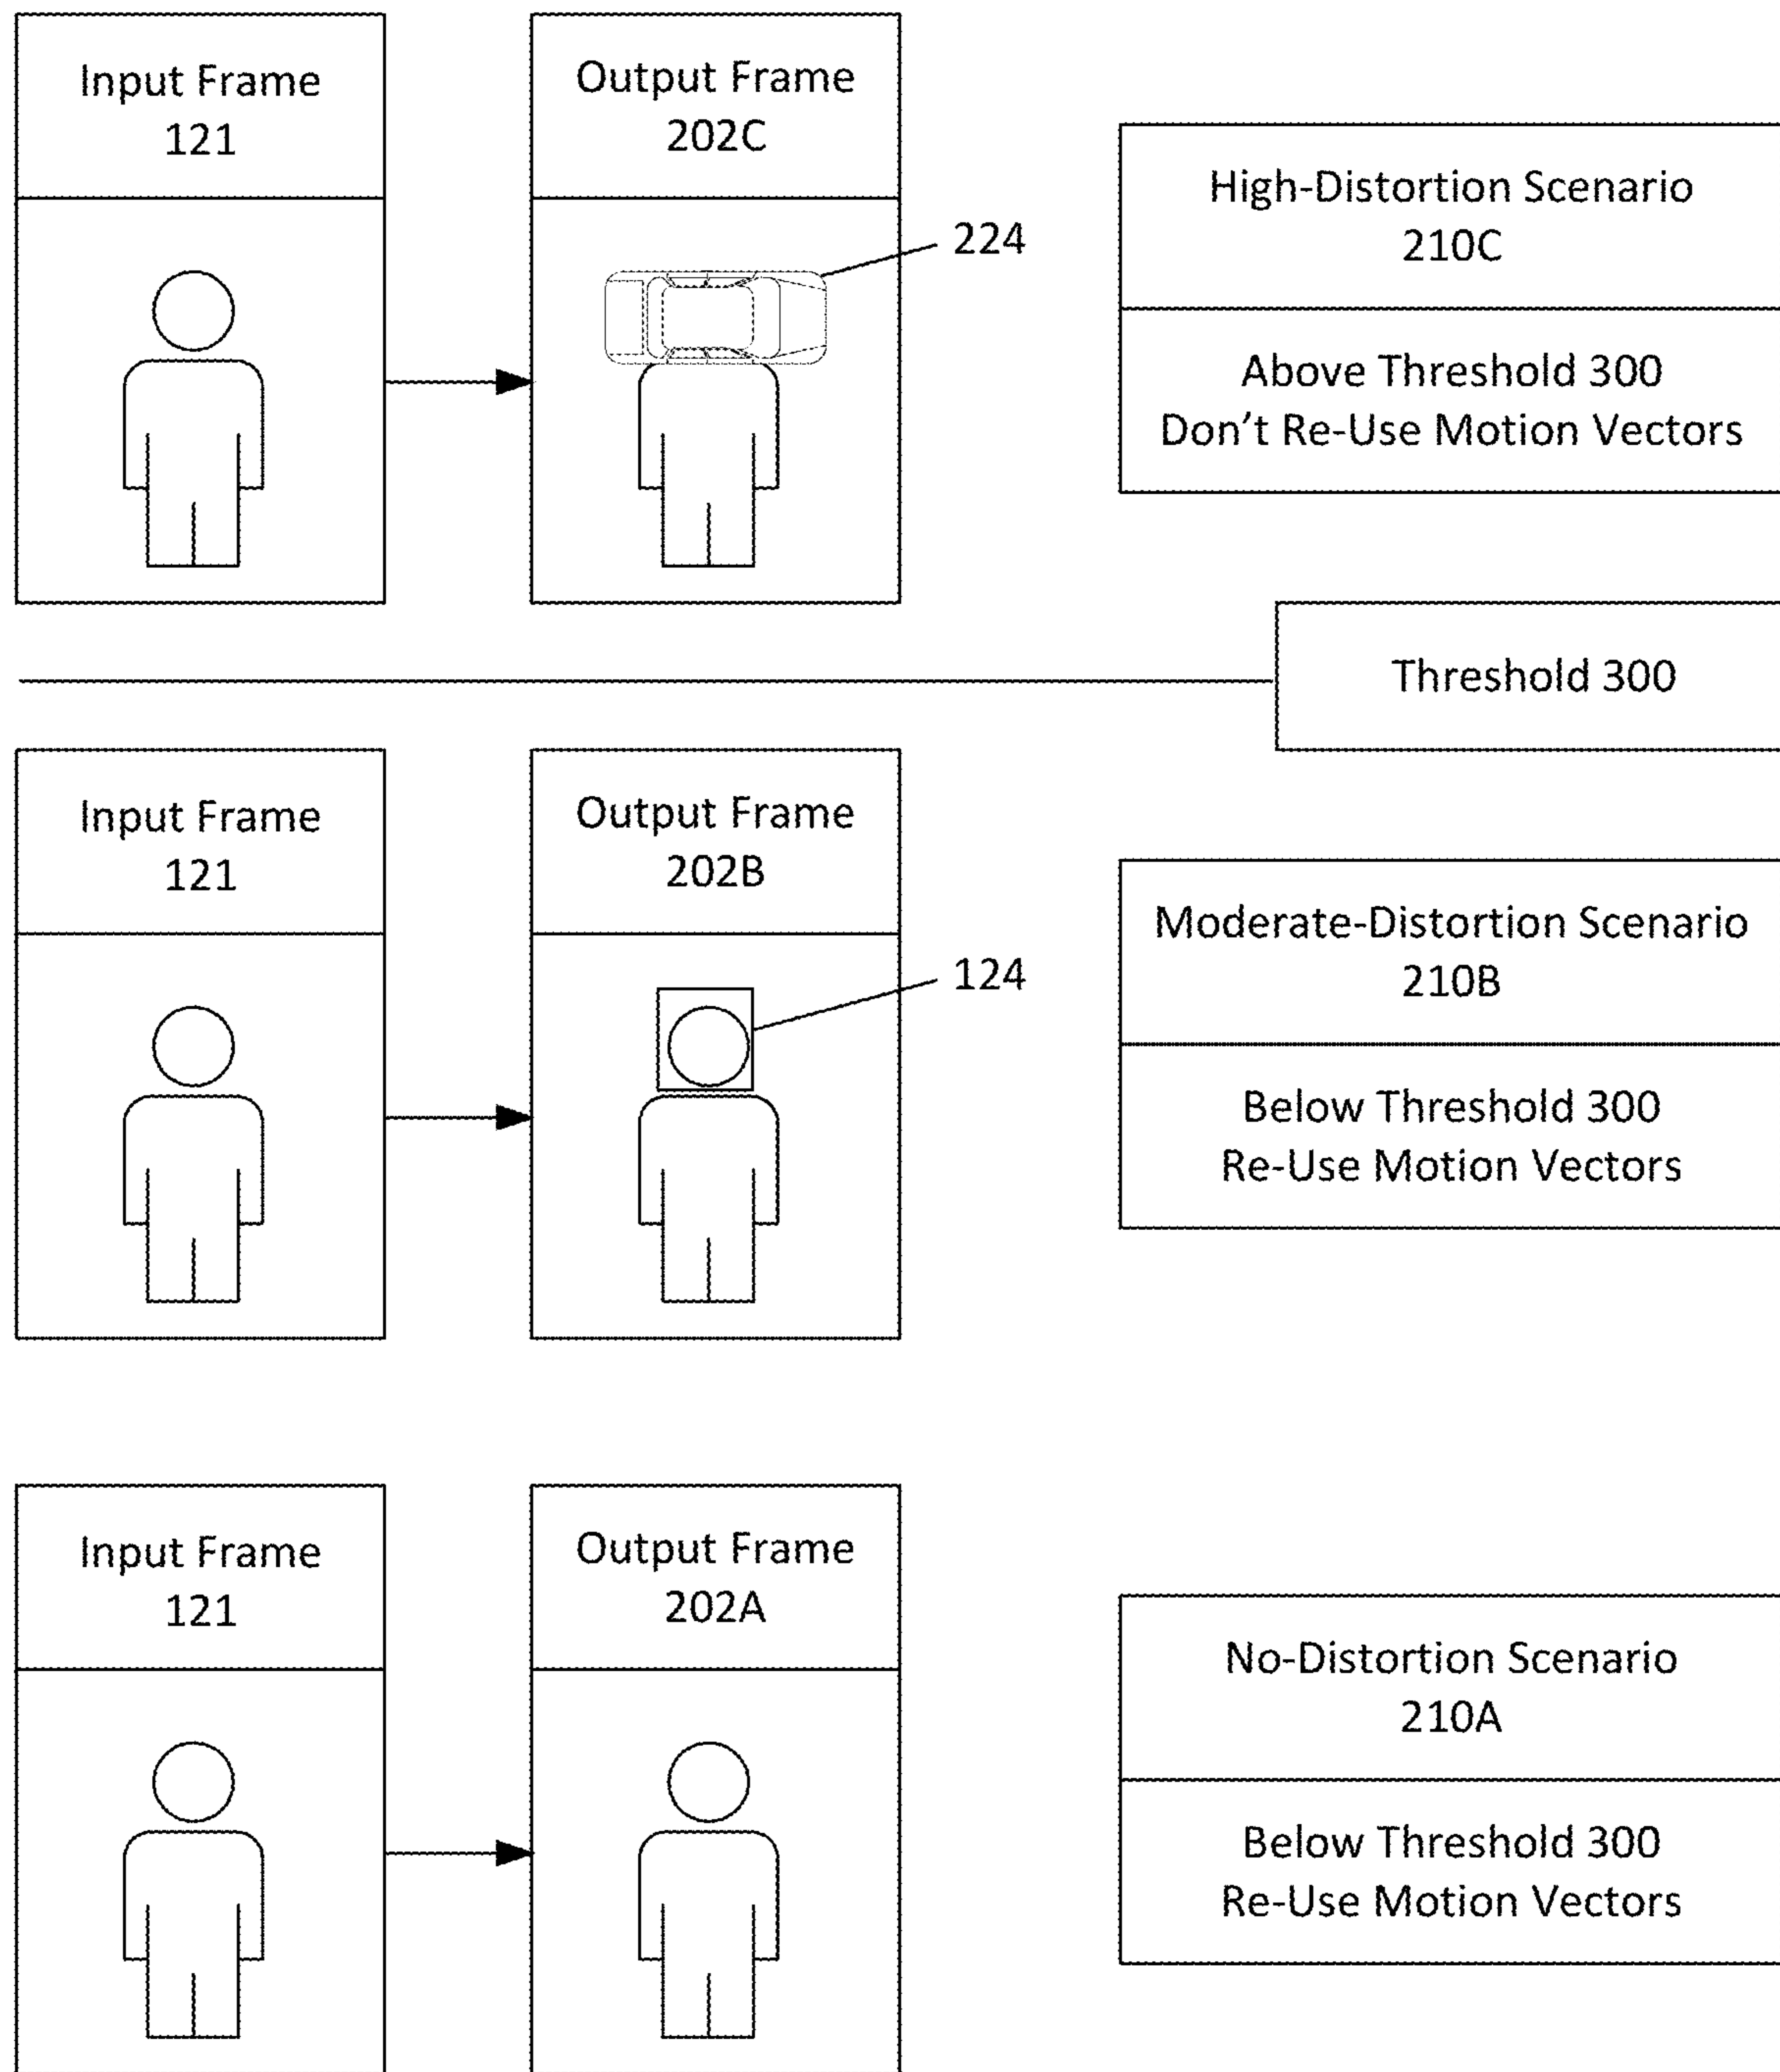 Input Frame
121
Output Frame
202C
224
High-Distortion Scenario
210C
Above Threshold 300
Don't Re-Use Motion Vectors
Threshold 300
Input Frame
121
Output Frame
202B
124
Moderate-Distortion Scenario
210B
Below Threshold 300
Re-Use Motion Vectors
Input Frame
121
Output Frame
202A
No-Distortion Scenario
210A
Below Threshold 300
Re-Use Motion Vectors